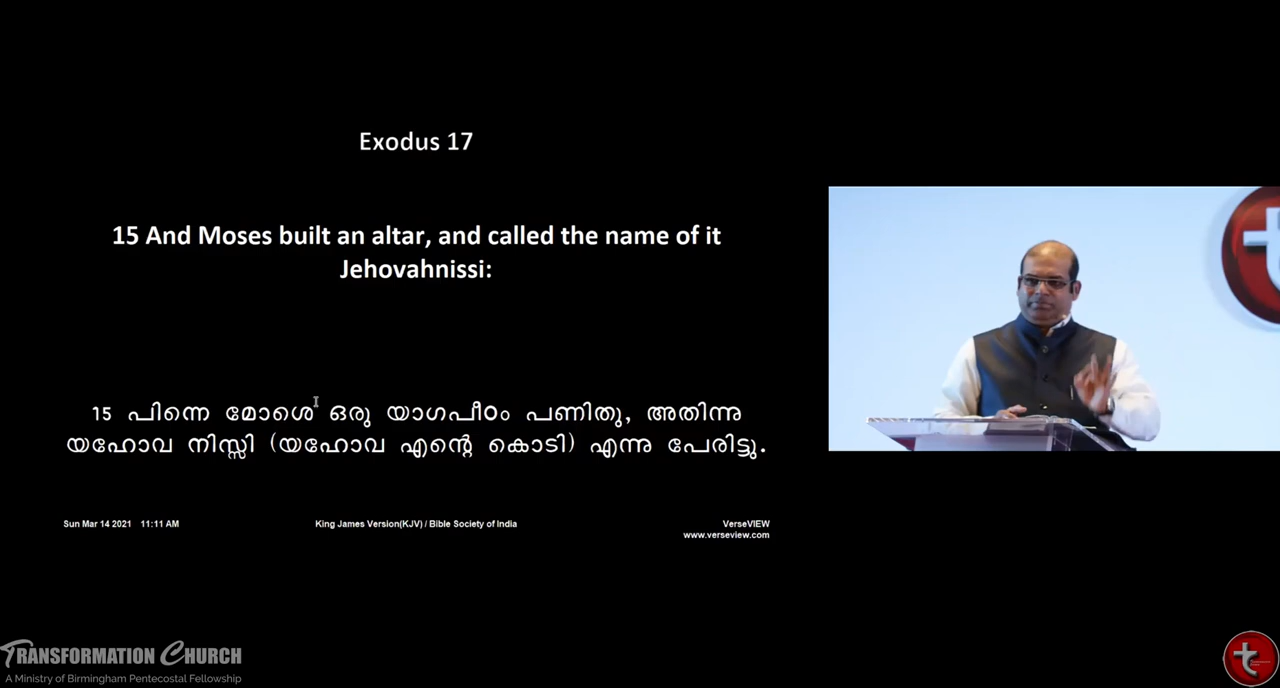 Exodus 17
15 And Moses built an altar, and called the name of it
Jehovahnissi:
15 പിന്നെ മോശെ ഒരു യാഗപീഠം പണിതു, അതിന്നു
യഹോവ നിസ്സി (യഹോവ എന്റെ കൊടി) എന്നു പേരിട്ടു.
Sun Mar 14 2021 11:11 AM
King James Version(KJV) / Bible Society of India
VerseVIEW
www.verseview.com
TRANSFORMATION CHURCH
A Ministry of Birmingham Pentecostal Fellowship